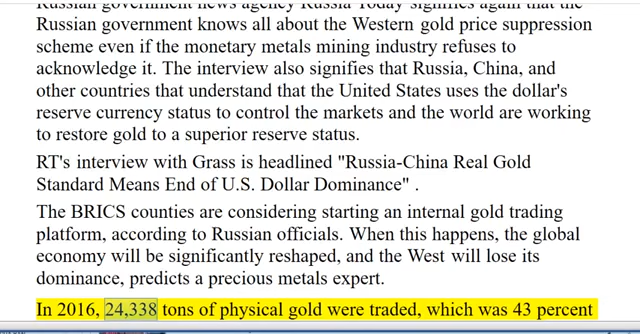 Russian government news agency Russia Today signifies again that the
Russian government knows all about the Western gold price suppression
scheme even if the monetary metals mining industry refuses to
acknowledge it. The interview also signifies that Russia, China, and
other countries that understand that the United States uses the dollar's
reserve currency status to control the markets and the world are working
to restore gold to a superior reserve status.
RT's interview with Grass is headlined "Russia-China Real Gold
Standard Means End of U.S. Dollar Dominance" .
The BRICS counties are considering starting an internal gold trading
platform, according to Russian officials. When this happens, the global
economy will be significantly reshaped, and the West will lose its
dominance, predicts a precious metals expert.
In 2016, 24,338 tons of physical gold were traded, which was 43 percent